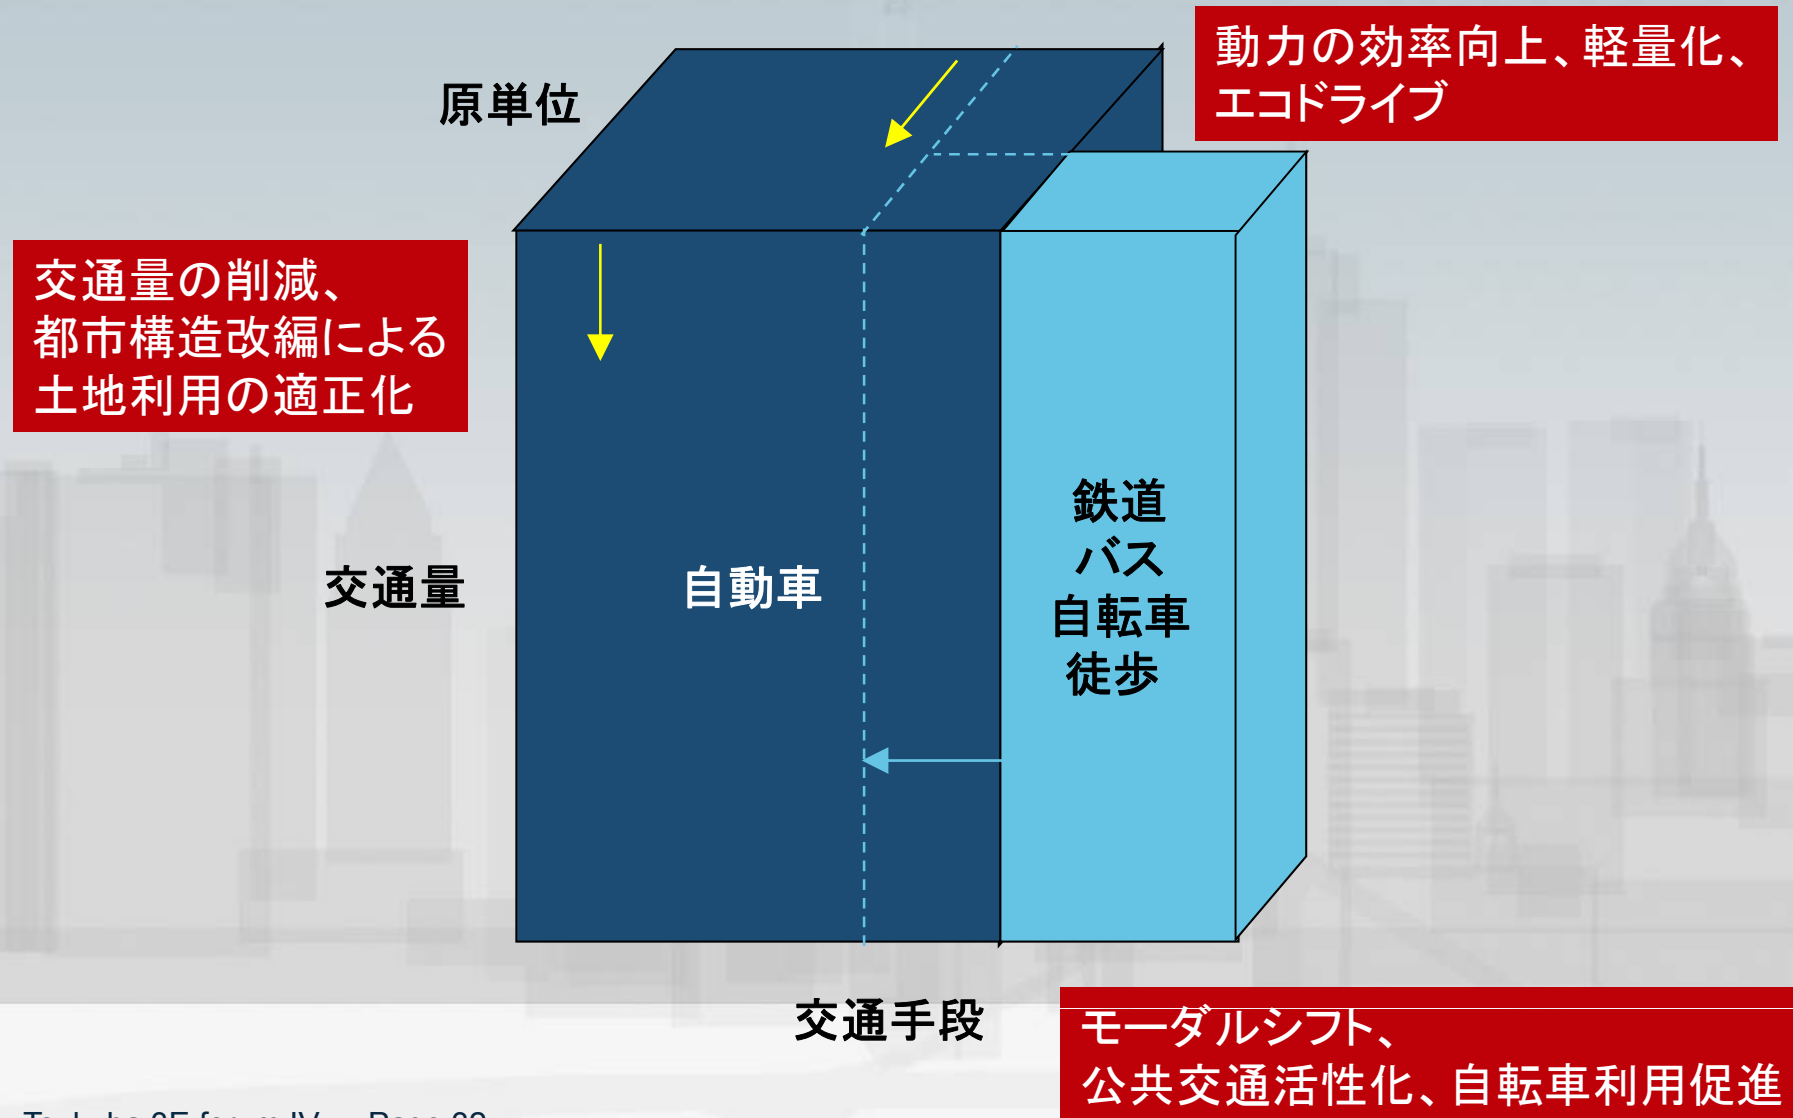 動力の効率向上、軽量化、
エコドライブ
原単位
交通量の削減、
都市構造改編による
土地利用の適正化
交通量
自動車
鉄道
バス
自転車
徒歩
交通手段
モーダルシフト、
公共交通活性化、自転車利用促進